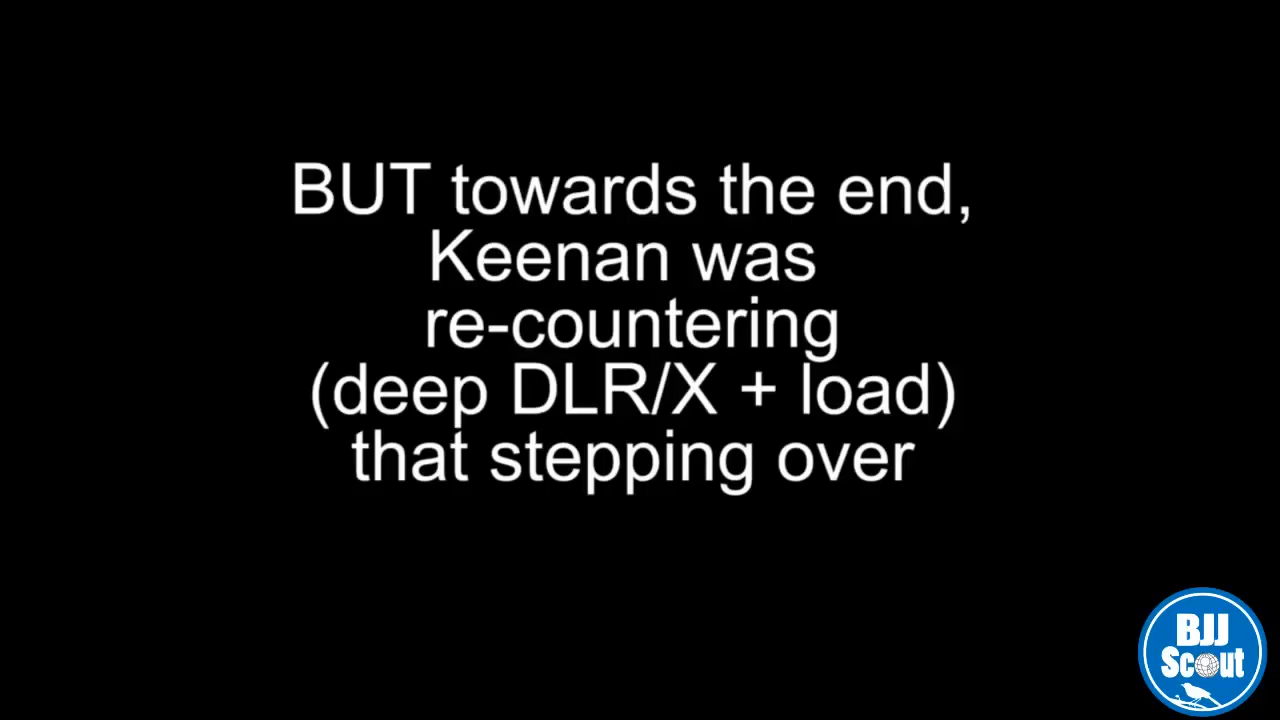 BUT towards the end,
Keenan was
re-countering
(deep DLR/X + load)
that stepping over
BJJ
Scout